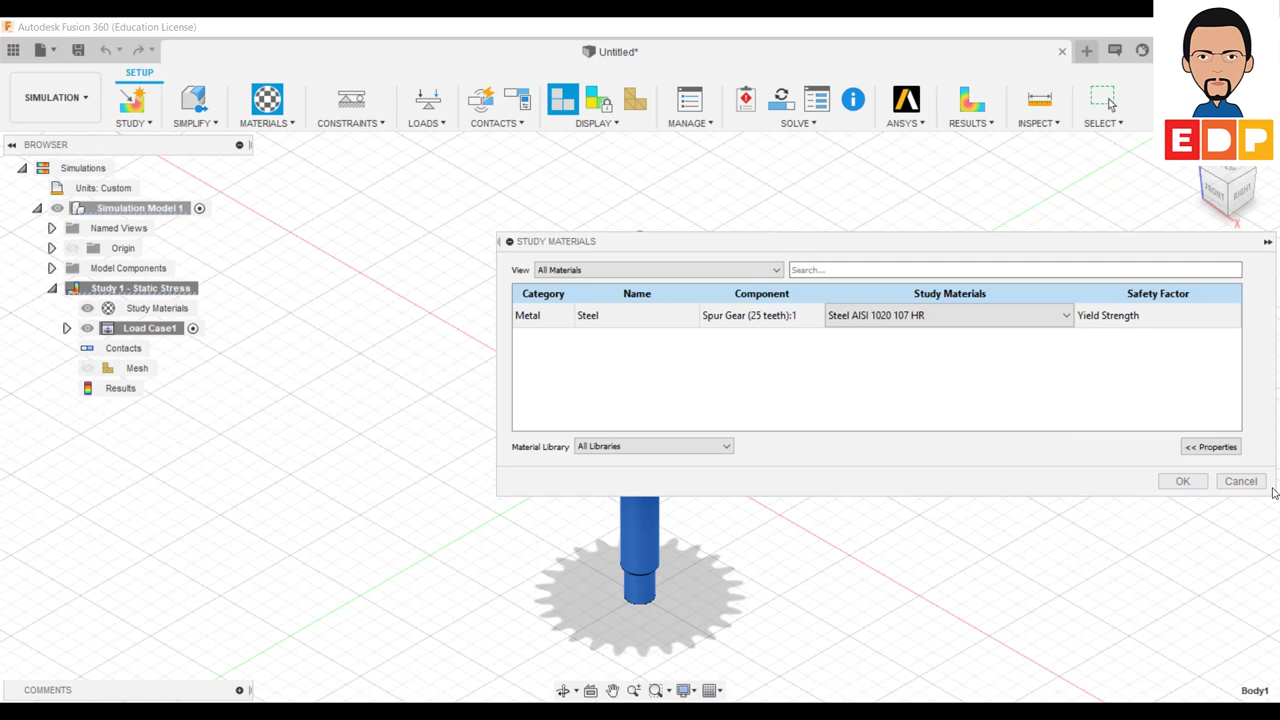 Autodesk Fusion 360 (Education License)
Untitled*
SETUP
SIMULATION
STUDY
SIMPLIFY
MATERIALS
CONSTRAINTS
LOADS
CONTACTS
DISPLAY
MANAGE
SOLVE
ANSYS
RESULTS
INSPECT
SELECT
EDP
BROWSER
Simulations
Units: Custom
Simulation Model 1
Named Views
Origin
Model Components
Study 1 - Static Stress
Study Materials
Load Case1
Contacts
Mesh
Results
FRONT
RIGHT
X
STUDY MATERIALS
View All Materials Search...
Category Name Component Study Materials Safety Factor
Metal Steel Spur Gear (25 teeth):1 Steel AISI 1020 107 HR Yield Strength
Material Library All Libraries << Properties
OK Cancel
COMMENTS
Body1